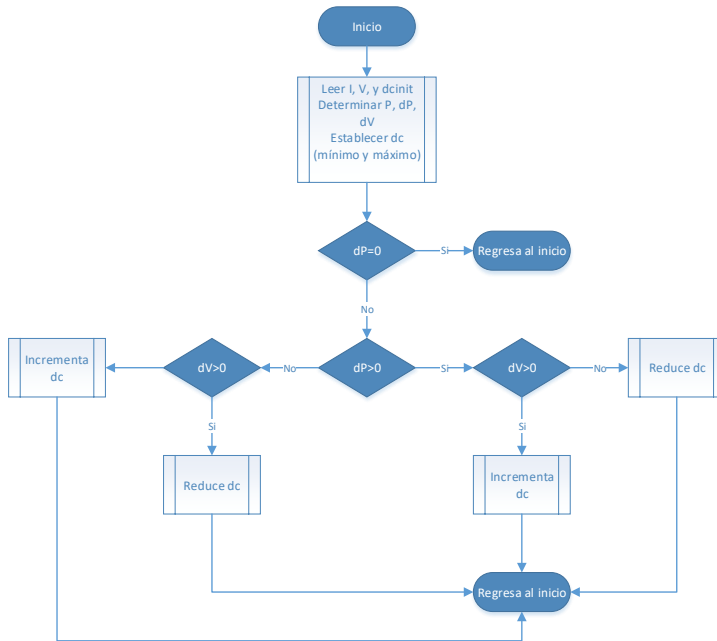 Inicio
Leer I, V, y dcinit
Determinar P, dP,
dV
Establecer dc
(mínimo y máximo)
dP=0
Si
Regresa al inicio
No
Incrementa
dc
dV>0
No
dP>0
Si
dV>0
No
Reduce dc
Si
Si
Reduce dc
Incrementa
dc
Regresa al inicio